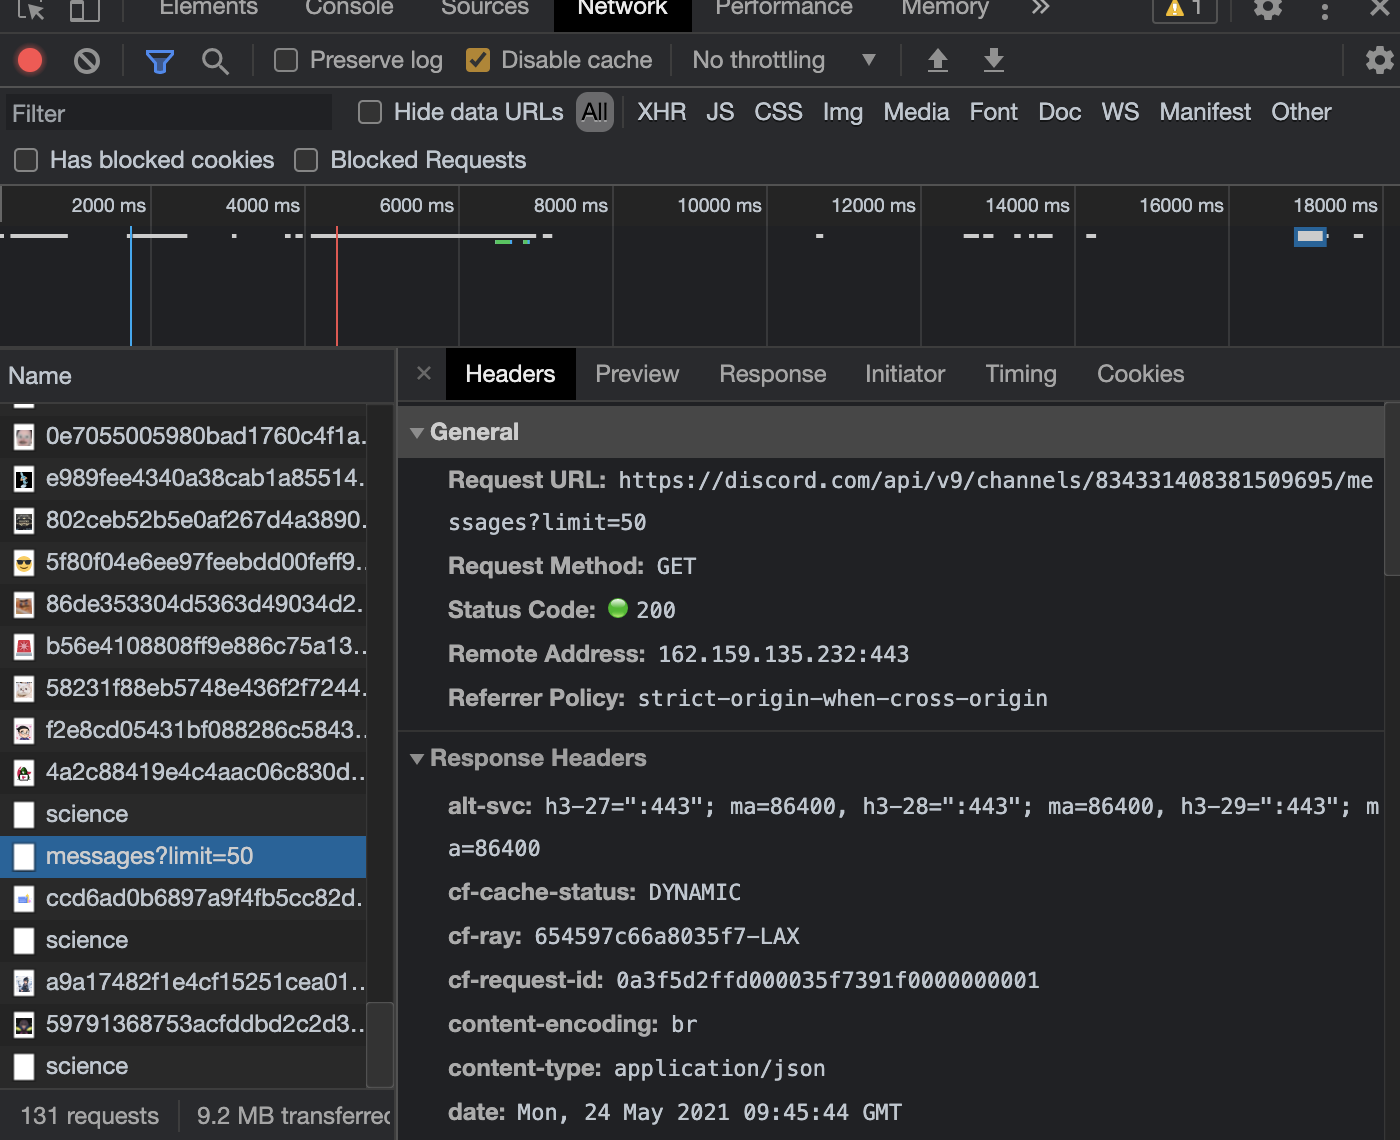 Elements Console Sources Network Performance Memory 1
Preserve log Disable cache No throttling
Filter Hide data URLs All XHR JS CSS Img Media Font Doc WS Manifest Other
Has blocked cookies Blocked Requests
2000 ms 4000 ms 6000 ms 8000 ms 10000 ms 12000 ms 14000 ms 16000 ms 18000 ms
Name
0e7055005980bad1760c4f1a.
e989fee4340a38cab1a85514.
802ceb52b5e0af267d4a3890.
5f80f04e6ee97feebdd00feff9..
86de353304d5363d49034d2.
b56e4108808ff9e886c75a13..
58231f88eb5748e436f2f7244.
f2e8cd05431bf088286c5843..
4a2c88419e4c4aac06c830d..
science
messages?limit=50
ccd6ad0b6897a9f4fb5cc82d.
science
a9a17482f1e4cf15251cea01..
59791368753acfddbd2c2d3..
science
131 requests 9.2 MB transferred
Headers Preview Response Initiator Timing Cookies
General
Request URL: https://discord.com/api/v9/channels/834331408381509695/me
ssages?limit=50
Request Method: GET
Status Code: 200
Remote Address: 162.159.135.232:443
Referrer Policy: strict-origin-when-cross-origin
Response Headers
alt-svc: h3-27=":443"; ma=86400, h3-28=":443"; ma=86400, h3-29=":443"; m
a=86400
cf-cache-status: DYNAMIC
cf-ray: 654597c66a8035f7-LAX
cf-request-id: 0a3f5d2ffd000035f7391f0000000001
content-encoding: br
content-type: application/json
date: Mon, 24 May 2021 09:45:44 GMT